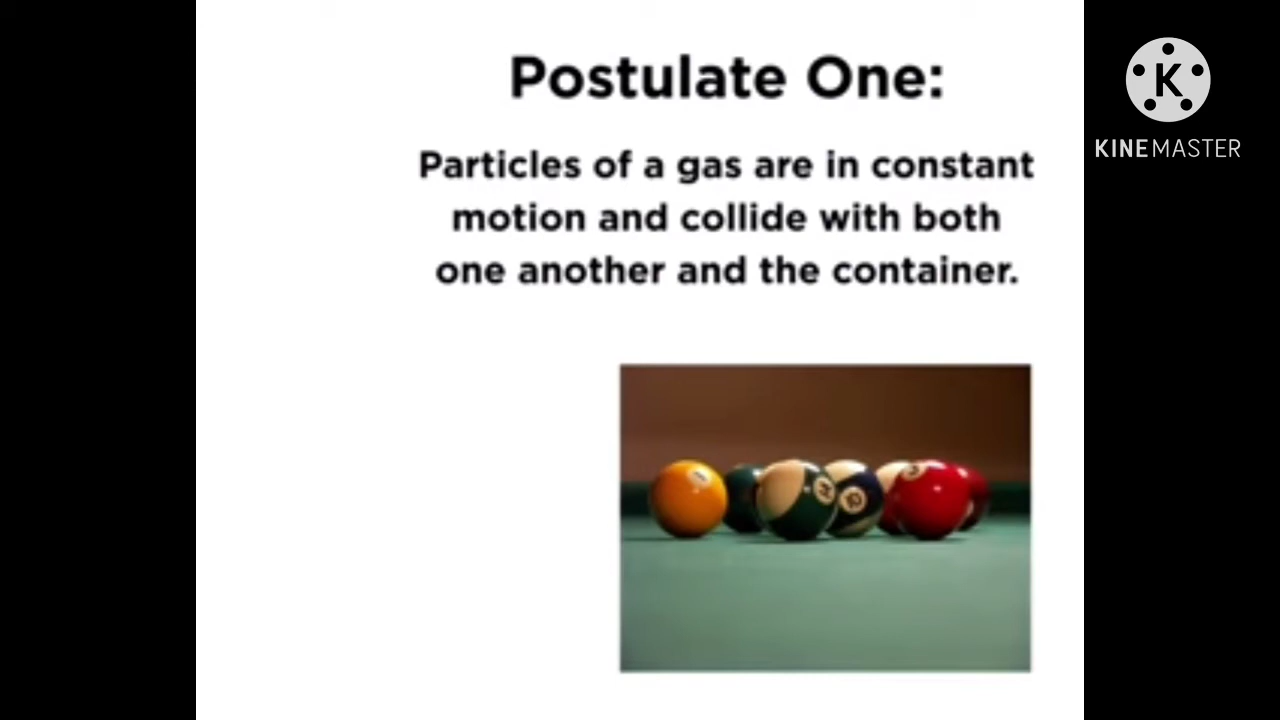 Postulate One:
Particles of a gas are in constant
motion and collide with both
one another and the container.
K
KINEMASTER